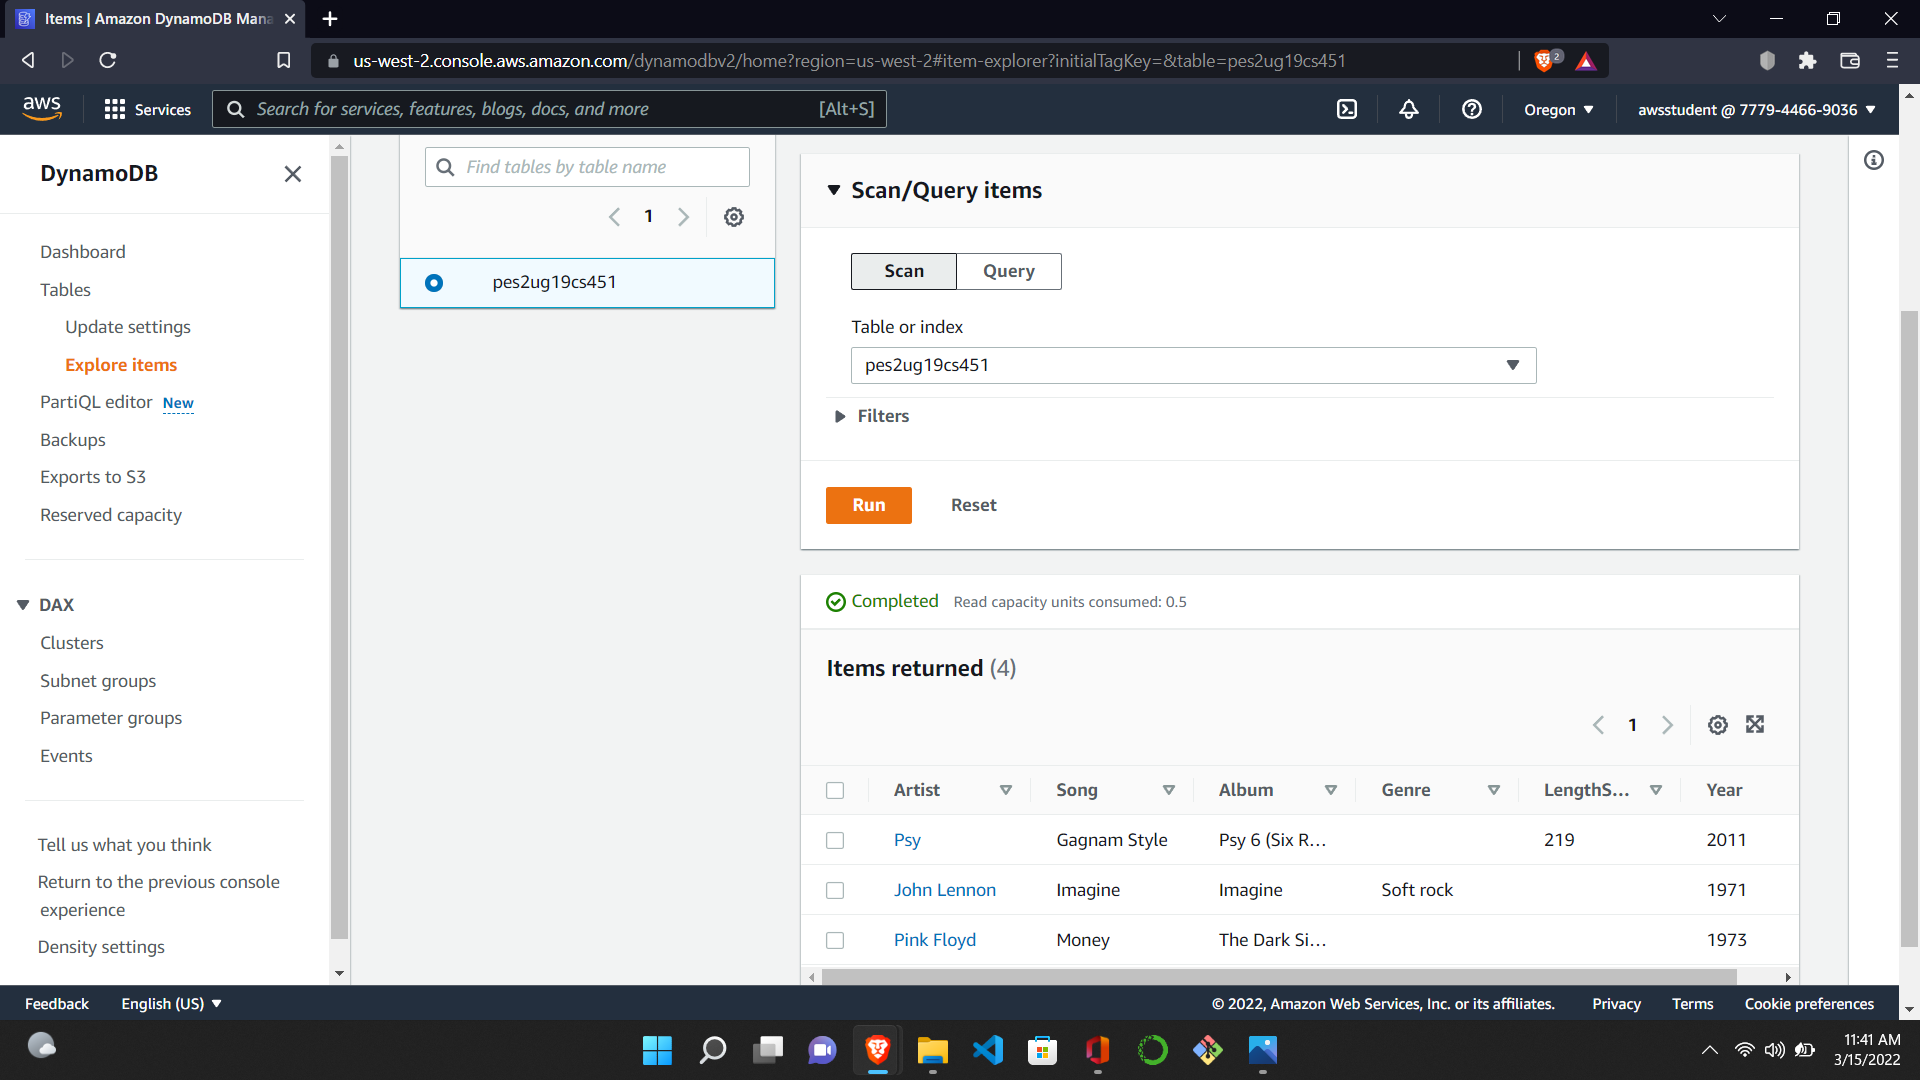 Items | Amazon DynamoDB Mana
us-west-2.console.aws.amazon.com/dynamodbv2/home?region=us-west-2#item-explorer?initialTagKey=&table=pes2ug19cs451
2
aws
Services
Search for services, features, blogs, docs, and more
[Alt+S]
Oregon
awsstudent @ 7779-4466-9036
DynamoDB
Dashboard
Tables
Update settings
Explore items
PartiQL editor New
Backups
Exports to S3
Reserved capacity
DAX
Clusters
Subnet groups
Parameter groups
Events
Tell us what you think
Return to the previous console
experience
Density settings
Find tables by table name
1
pes2ug19cs451
Scan/Query items
Scan Query
Table or index
pes2ug19cs451
Filters
Run Reset
Completed Read capacity units consumed: 0.5
Items returned (4)
1
Artist Song Album Genre LengthS... Year
Psy Gagnam Style Psy 6 (Six R... 219 2011
John Lennon Imagine Imagine Soft rock 1971
Pink Floyd Money The Dark Si... 1973
Feedback English (US) © 2022, Amazon Web Services, Inc. or its affiliates. Privacy Terms Cookie preferences
11:41 AM
3/15/2022